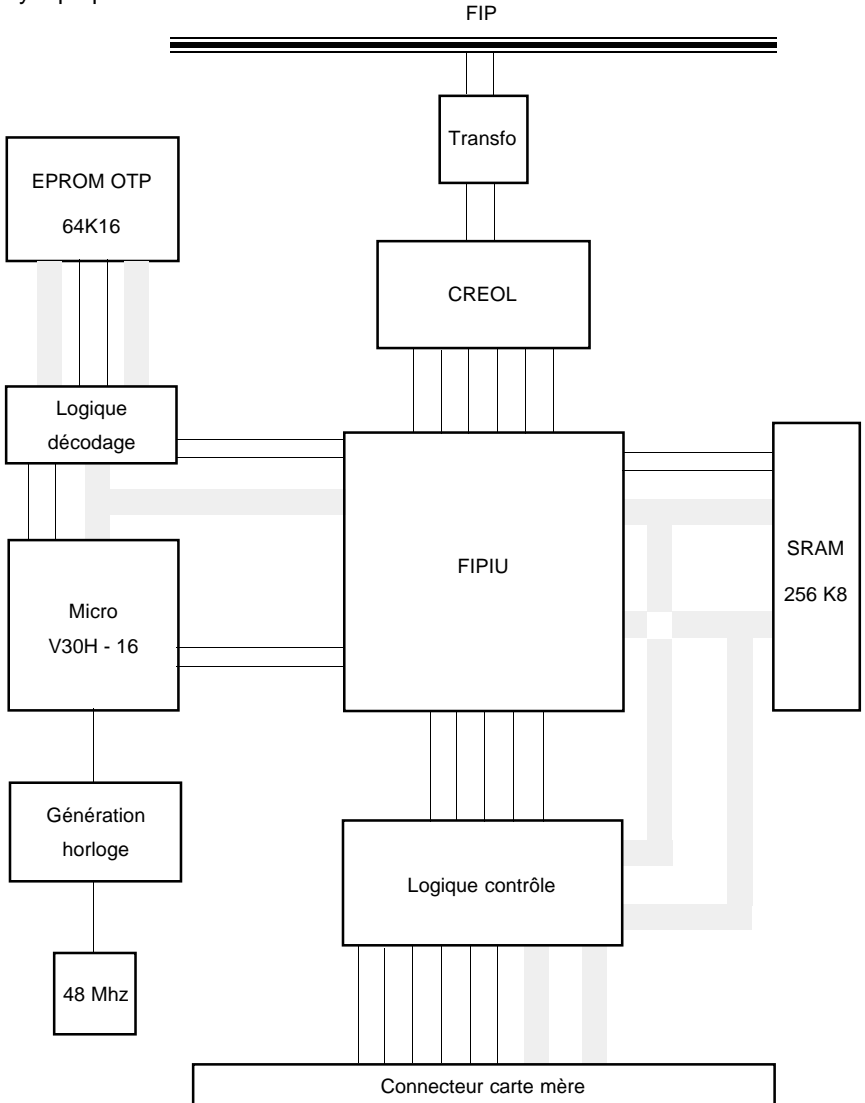 FIP
Transfo
EPROM OTP
64K16
CREOL
Logique
décodage
FIPIU
SRAM
256 K8
Micro
V30H - 16
Génération
horloge
Logique contrôle
48 Mhz
Connecteur carte mère